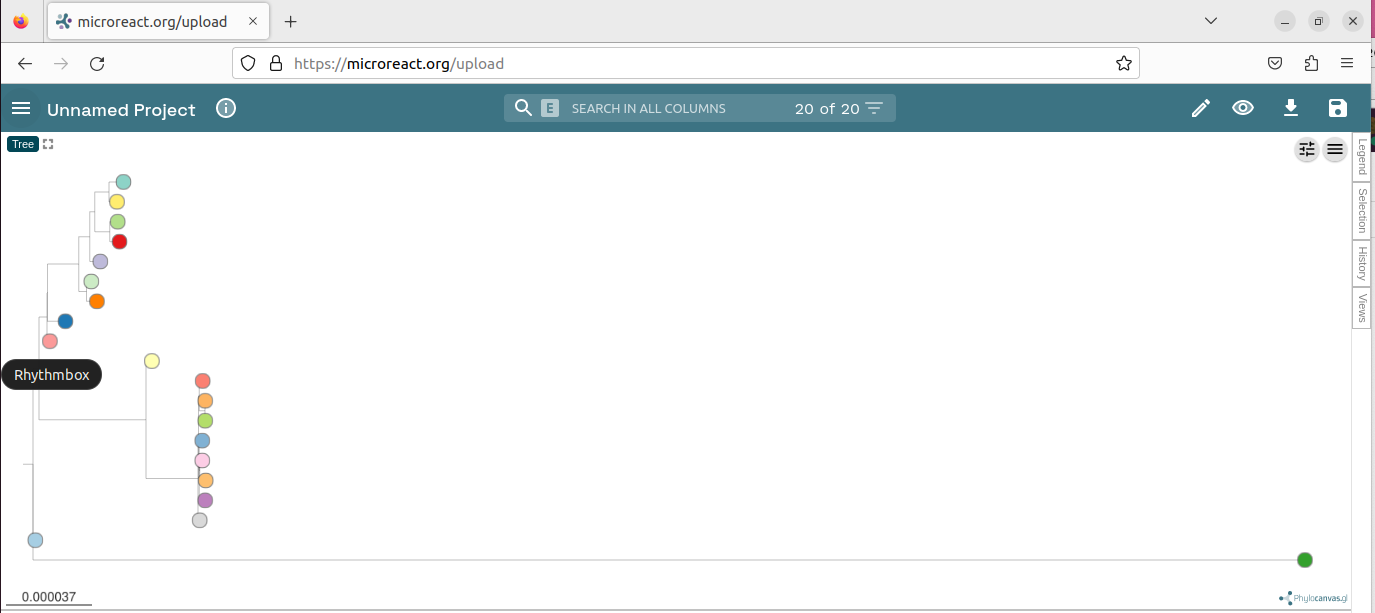 microreact.org/upload
https://microreact.org/upload
Unnamed Project
E SEARCH IN ALL COLUMNS 20 of 20
Tree
Legend
Selection
History
Views
Rhythmbox
0.000037
Phylocanvas.gl